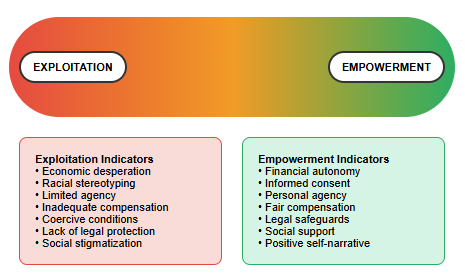 EXPLOITATION
EMPOWERMENT
Exploitation Indicators
• Economic desperation
• Racial stereotyping
• Limited agency
• Inadequate compensation
• Coercive conditions
• Lack of legal protection
• Social stigmatization
Empowerment Indicators
• Financial autonomy
• Informed consent
• Personal agency
• Fair compensation
• Legal safeguards
• Social support
• Positive self-narrative